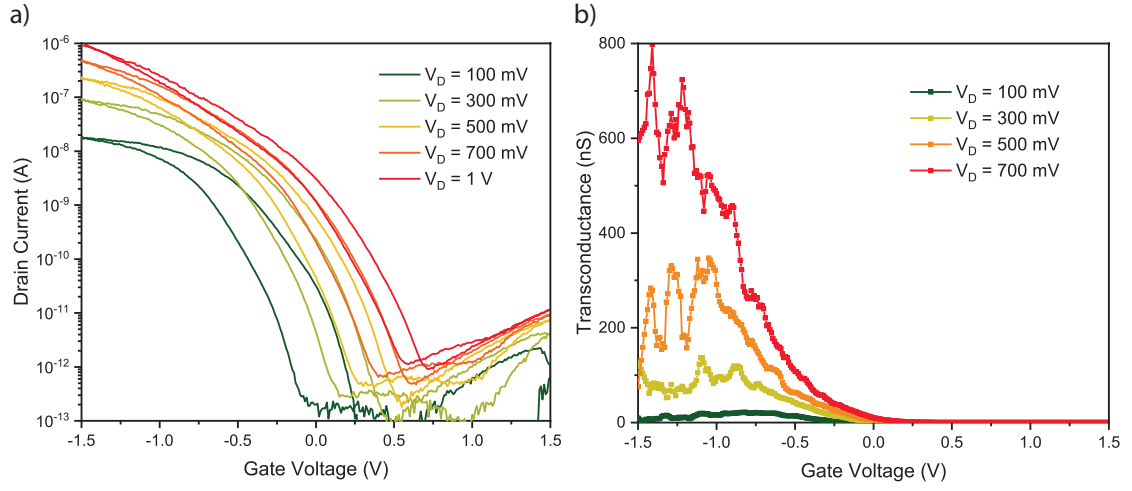 a)
10⁻⁶
10⁻⁷
10⁻⁸
10⁻⁹
10⁻¹⁰
10⁻¹¹
10⁻¹²
10⁻¹³
Drain Current (A)
V_D = 100 mV
V_D = 300 mV
V_D = 500 mV
V_D = 700 mV
V_D = 1 V
-1.5 -1.0 -0.5 0.0 0.5 1.0 1.5
Gate Voltage (V)
b)
800
600
400
200
0
Transconductance (nS)
V_D = 100 mV
V_D = 300 mV
V_D = 500 mV
V_D = 700 mV
-1.5 -1.0 -0.5 0.0 0.5 1.0 1.5
Gate Voltage (V)